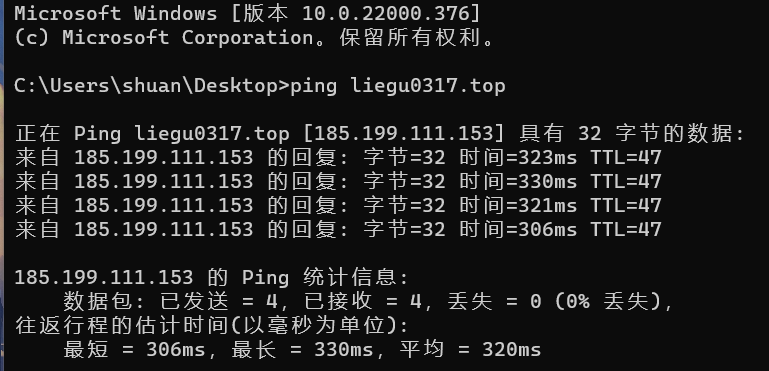 Microsoft Windows [版本 10.0.22000.376]
(c) Microsoft Corporation。保留所有权利。
C:\Users\shuan\Desktop>ping liegu0317.top
正在 Ping liegu0317.top [185.199.111.153] 具有 32 字节的数据:
来自 185.199.111.153 的回复: 字节=32 时间=323ms TTL=47
来自 185.199.111.153 的回复: 字节=32 时间=330ms TTL=47
来自 185.199.111.153 的回复: 字节=32 时间=321ms TTL=47
来自 185.199.111.153 的回复: 字节=32 时间=306ms TTL=47
185.199.111.153 的 Ping 统计信息:
    数据包: 已发送 = 4, 已接收 = 4, 丢失 = 0 (0% 丢失),
往返行程的估计时间(以毫秒为单位):
    最短 = 306ms, 最长 = 330ms, 平均 = 320ms